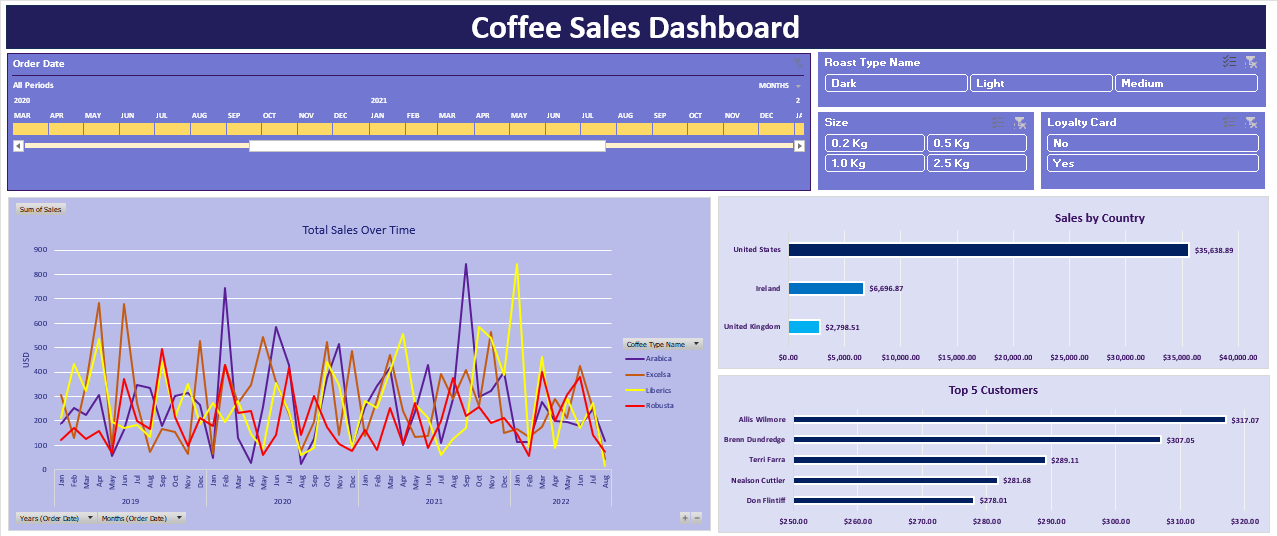 Coffee Sales Dashboard
Order Date
All Periods MONTHS
2020 2021 2
MAR APR MAY JUN JUL AUG SEP OCT NOV DEC JAN FEB MAR APR MAY JUN JUL AUG SEP OCT NOV DEC JA
Roast Type Name
Dark Light Medium
Size
0.2 Kg 0.5 Kg
1.0 Kg 2.5 Kg
Loyalty Card
No
Yes
Sum of Sales
Total Sales Over Time
USD
900
800
700
600
500
400
300
200
100
0
Jan Feb Mar Apr May Jun Jul Aug Sep Oct Nov Dec Jan Feb Mar Apr May Jun Jul Aug Sep Oct Nov Dec Jan Feb Mar Apr May Jun Jul Aug Sep Oct Nov Dec Jan Feb Mar Apr May Jun Jul Aug
2019 2020 2021 2022
Coffee Type Name
Arabica
Excelsa
Liberica
Robusta
Years (Order Date) Months (Order Date)
Sales by Country
United States $35,638.89
Ireland $6,696.87
United Kingdom $2,798.51
$0.00 $5,000.00 $10,000.00 $15,000.00 $20,000.00 $25,000.00 $30,000.00 $35,000.00 $40,000.00
Top 5 Customers
Allis Wilmore $317.07
Brenn Dundredge $307.05
Terri Farra $289.11
Nealson Cuttler $281.68
Don Flintiff $278.01
$250.00 $260.00 $270.00 $280.00 $290.00 $300.00 $310.00 $320.00